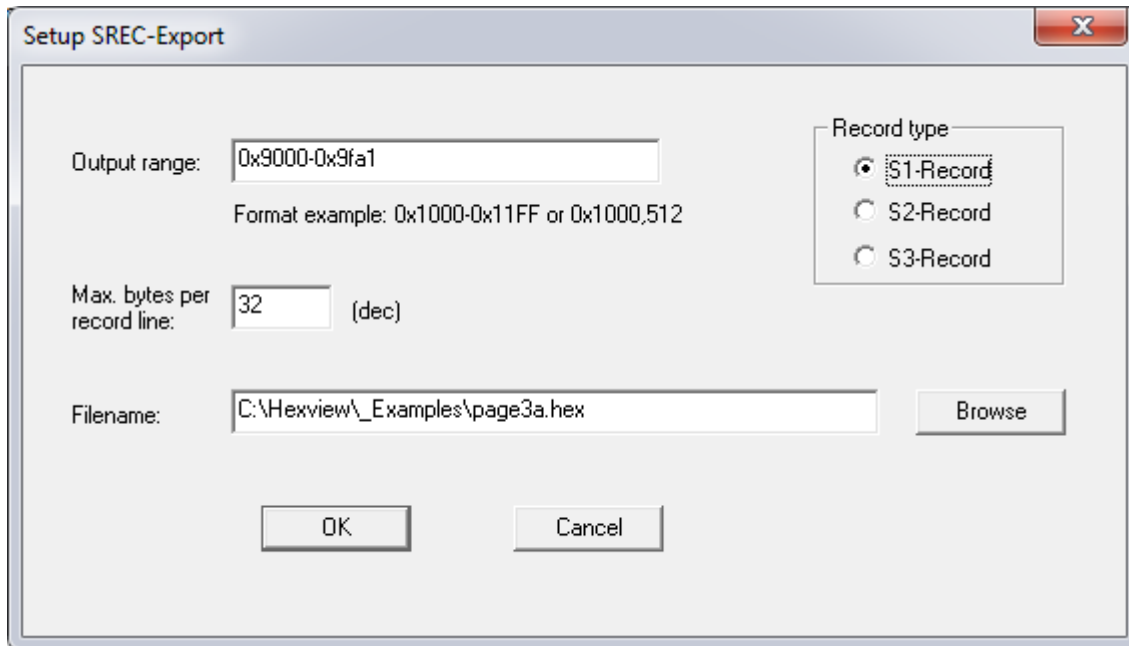 Setup SREC-Export
Output range:
0x9000-0x9fa1
Format example: 0x1000-0x11FF or 0x1000,512
Record type
S1-Record
S2-Record
S3-Record
Max. bytes per
record line:
32
(dec)
Filename:
C:\Hexview\_Examples\page3a.hex
Browse
OK
Cancel